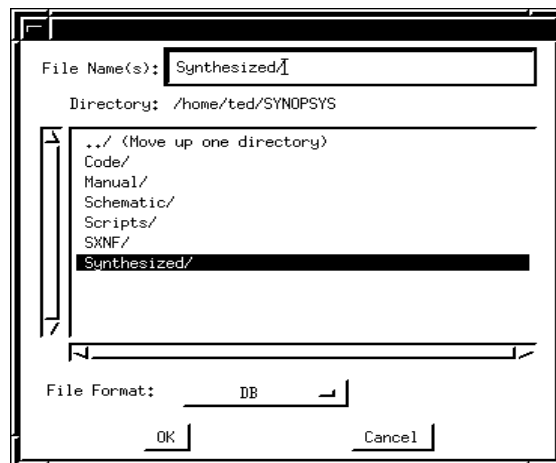 File Name(s): Synthesized/
Directory: /home/ted/SYNOPSYS
../ (Move up one directory)
Code/
Manual/
Schematic/
Scripts/
SXNF/
Synthesized/
File Format: DB
OK Cancel